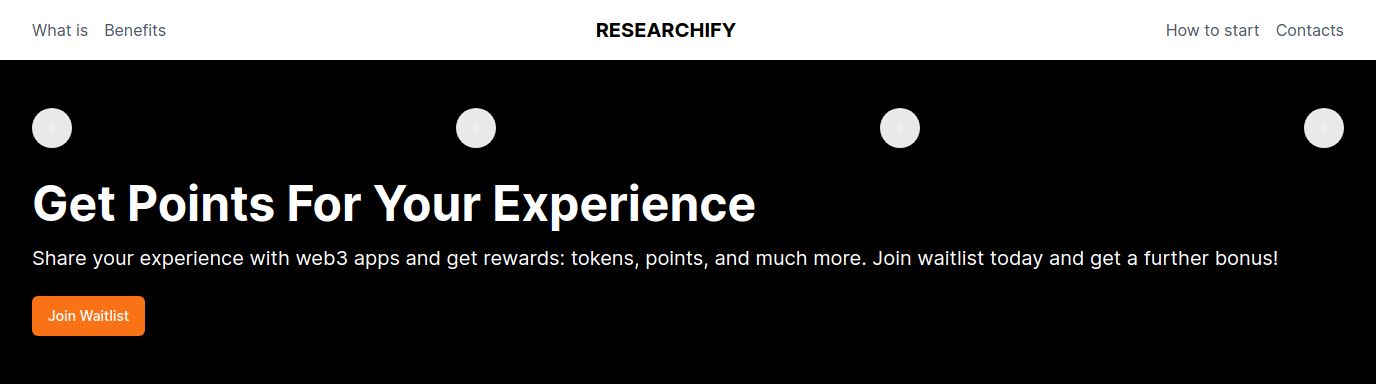 What is Benefits RESEARCHIFY How to start Contacts
Get Points For Your Experience
Share your experience with web3 apps and get rewards: tokens, points, and much more. Join waitlist today and get a further bonus!
Join Waitlist